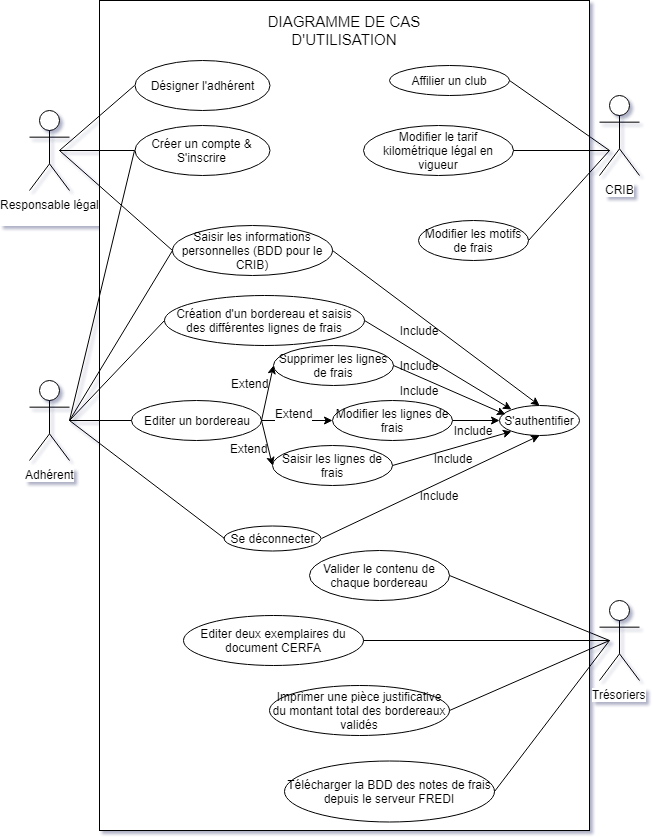 DIAGRAMME DE CAS
D'UTILISATION
Désigner l'adhérent
Affilier un club
Créer un compte &
S'inscrire
Modifier le tarif
kilométrique légal en
vigueur
Responsable légal
CRIB
Saisir les informations
personnelles (BDD pour le
CRIB)
Modifier les motifs
de frais
Création d'un bordereau et saisis
des différentes lignes de frais
Include
Supprimer les lignes
de frais
Include
Extend
Include
Editer un bordereau
Extend
Modifier les lignes de
frais
S'authentifier
Include
Extend
Saisir les lignes de
frais
Include
Adhérent
Include
Se déconnecter
Valider le contenu de
chaque bordereau
Editer deux exemplaires du
document CERFA
Trésoriers
Imprimer une pièce justificative
du montant total des bordereaux
validés
Télécharger la BDD des notes de frais
depuis le serveur FREDI